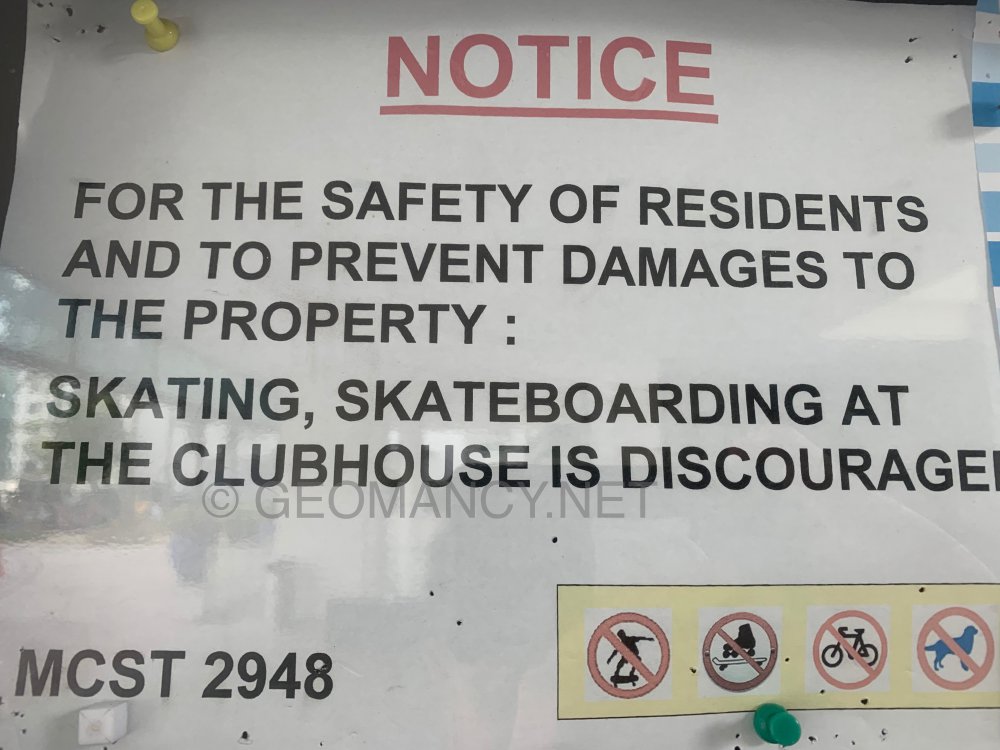 NOTICE
FOR THE SAFETY OF RESIDENTS
AND TO PREVENT DAMAGES TO
THE PROPERTY :
SKATING, SKATEBOARDING AT
THE CLUBHOUSE IS DISCOURAGE
© GEOMANCY.NET
MCST 2948